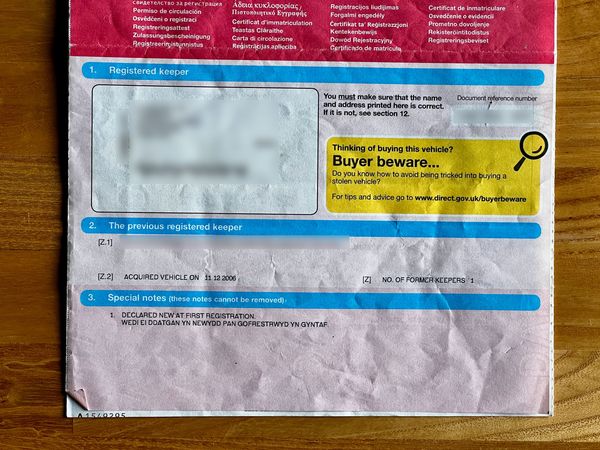 свидетельство за регистрация
Permiso de circulación
Osvědčení o registraci
Registreringsattest
Zulassungsbescheinigung
Registreerimistunnistus
Άδεια κυκλοφορίας /
Πιστοποιητικό Εγγραφής
Certificat d'immatriculation
Teastas Cláraithe
Carta di circolazione
Reģistrācijas apliecība
Registracijos liudijimas
Forgalmi engedély
Ċertifikat ta' Reġistrazzjoni
Kentekenbewijs
Dowód Rejestracyjny
Certificado de matrícula
Certificat de inmatriculare
Osvedčenie o evidencii
Prometno dovoljenje
Rekisteröintitodistus
Registreringsbeviset
1. Registered keeper
You must make sure that the name
and address printed here is correct.
If it is not, see section 12.
Document reference number
Thinking of buying this vehicle?
Buyer beware...
Do you know how to avoid being tricked into buying a
stolen vehicle?
For tips and advice go to www.direct.gov.uk/buyerbeware
2. The previous registered keeper
[Z.1]
[Z.2] ACQUIRED VEHICLE ON 11 12 2006
[Z] NO. OF FORMER KEEPERS 1
3. Special notes (these notes cannot be removed)
1. DECLARED NEW AT FIRST REGISTRATION.
WEDI EI DDATGAN YN NEWYDD PAN GOFRESTRWYD YN GYNTAF.
A1549295